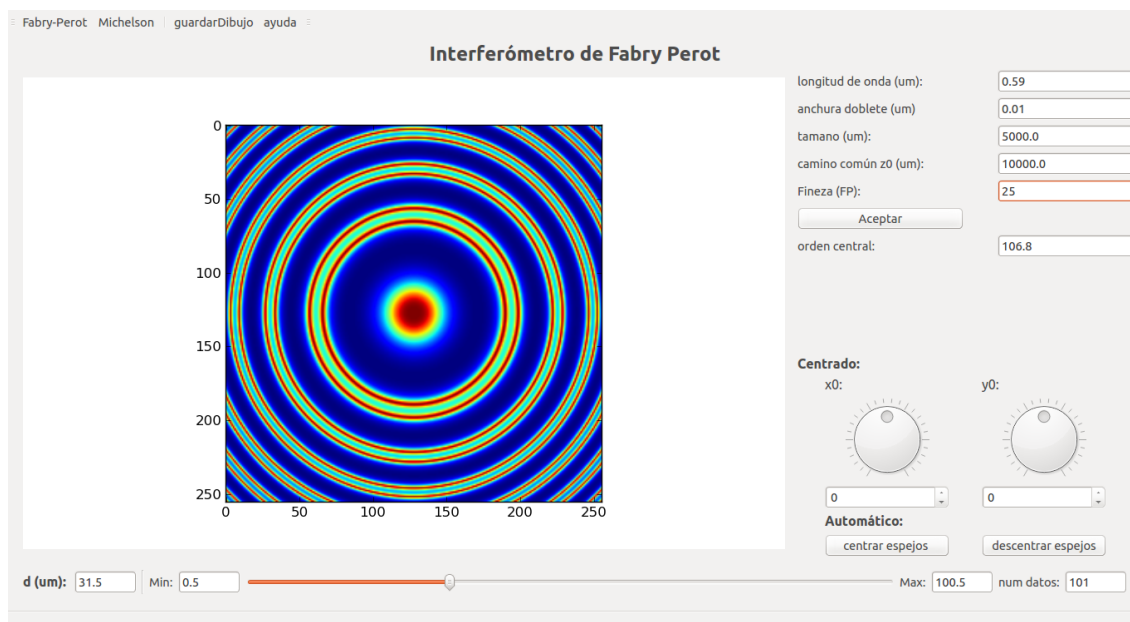 Fabry-Perot Michelson guardarDibujo ayuda
Interferómetro de Fabry Perot
longitud de onda (um): 0.59
anchura doblete (um) 0.01
tamano (um): 5000.0
camino común z0 (um): 10000.0
Fineza (FP): 25
Aceptar
orden central: 106.8
0
50
100
150
200
250
0 50 100 150 200 250
Centrado:
x0: y0:
0 0
Automático:
centrar espejos descentrar espejos
d (um): 31.5 Min: 0.5 Max: 100.5 num datos: 101